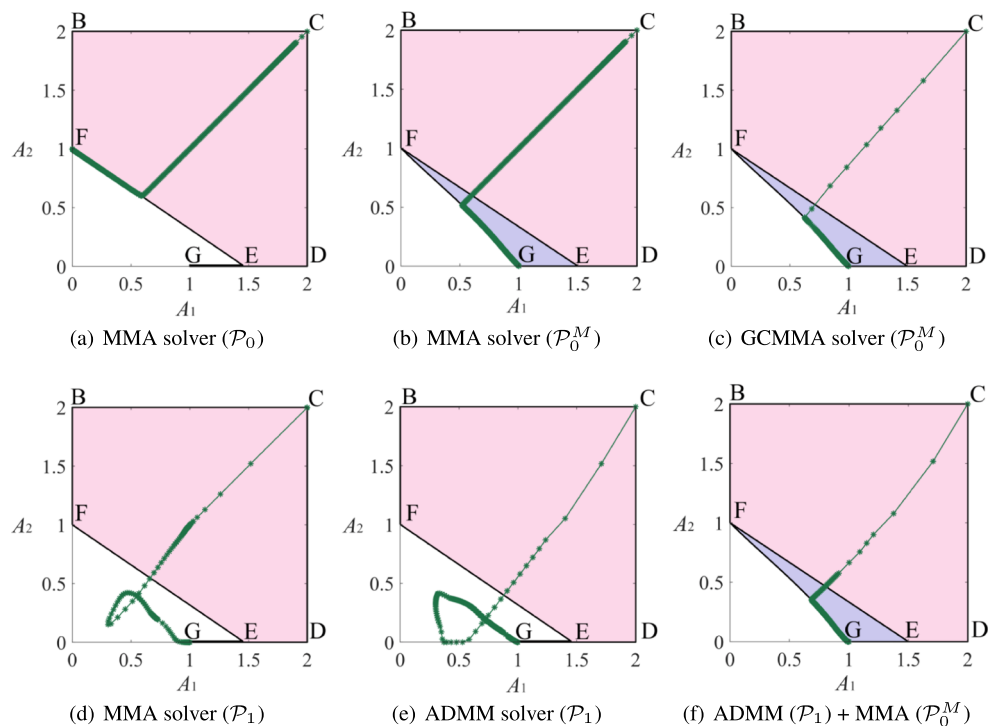 B C B C B C
2 2 2
1.5 1.5 1.5
F F F
A2 1 A2 1 A2 1
0.5 0.5 0.5
G E D G E D G E D
0 0 0
0 0.5 1 1.5 2 0 0.5 1 1.5 2 0 0.5 1 1.5 2
A1 A1 A1
(a) MMA solver (𝒫₀) (b) MMA solver (𝒫₀ᴹ) (c) GCMMA solver (𝒫₀ᴹ)
B C B C B C
2 2 2
1.5 1.5 1.5
F F F
A2 1 A2 1 A2 1
0.5 0.5 0.5
G E D G E D G E D
0 0 0
0 0.5 1 1.5 2 0 0.5 1 1.5 2 0 0.5 1 1.5 2
A1 A1 A1
(d) MMA solver (𝒫₁) (e) ADMM solver (𝒫₁) (f) ADMM (𝒫₁) + MMA (𝒫₀ᴹ)